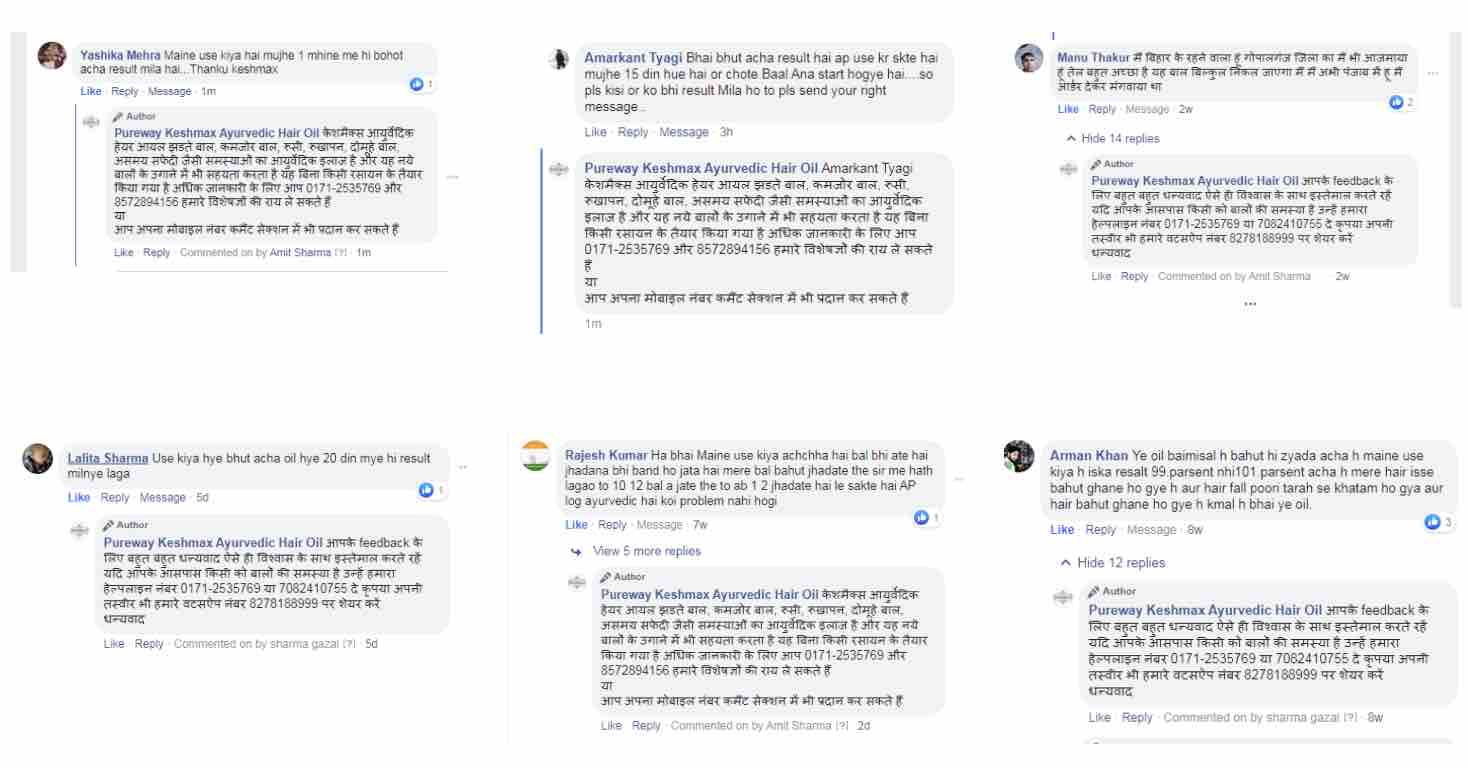 Yashika Mehra Maine use kiya hai mujhe 1 mhine me hi bohot
acha result mila hai...Thanku keshmax
1
Like · Reply · Message · 1m
Author
Pureway Keshmax Ayurvedic Hair Oil केशमैक्स आयुर्वेदिक
हेयर आयल झडते बाल, कमजोर बाल, रुसी, रुखापन, दोमूहे बाल,
असमय सफेदी जैसी समस्याओं का आयुर्वेदिक इलाज है और यह नये
बालों के उगाने में भी सहयता करता है यह बिना किसी रसायन के तैयार
किया गया है अधिक जानकारी के लिए आप 0171-2535769 और
8572894156 हमारे विशेषज्ञों की राय ले सकते हैं
या
आप अपना मोबाइल नंबर कमैंट सेक्शन में भी प्रदान कर सकते हैं
Like · Reply · Commented on by Amit Sharma [?] · 1m
Amarkant Tyagi Bhai bhut acha result hai ap use kr skte hai
mujhe 15 din hue hai or chote Baal Ana start hogye hai....so
pls kisi or ko bhi result Mila ho to pls send your right
message..
Like · Reply · Message · 3h
Pureway Keshmax Ayurvedic Hair Oil Amarkant Tyagi
केशमैक्स आयुर्वेदिक हेयर आयल झडते बाल, कमजोर बाल, रुसी,
रुखापन, दोमूहे बाल, असमय सफेदी जैसी समस्याओं का आयुर्वेदिक
इलाज है और यह नये बालों के उगाने में भी सहयता करता है यह बिना
किसी रसायन के तैयार किया गया है अधिक जानकारी के लिए आप
0171-2535769 और 8572894156 हमारे विशेषज्ञों की राय ले सकते
हैं
या
आप अपना मोबाइल नंबर कमैंट सेक्शन में भी प्रदान कर सकते हैं
1m
Manu Thakur मैं बिहार के रहने वाला हूं गोपालगंज जिला का मैं भी आजमाया
हूं तेल बहुत अच्छा है यह बाल बिल्कुल निकल जाएगा मैं मैं अभी पंजाब में हूं मैं
आर्डर देकर मंगवाया था
2
Like · Reply · Message · 2w
Hide 14 replies
Author
Pureway Keshmax Ayurvedic Hair Oil आपके feedback के
लिए बहुत बहुत धन्यवाद ऐसे ही विश्वास के साथ इस्तेमाल करते रहें
यदि आपके आसपास किसी को बालों की समस्या है उन्हें हमारा
हेल्पलाइन नंबर 0171-2535769 या 7082410755 दे कृपया अपनी
तस्वीर भी हमारे वटसऐप नंबर 8278188999 पर शेयर करें
धन्यवाद
Like · Reply · Commented on by Amit Sharma 2w
Lalita Sharma Use kiya hye bhut acha oil hye 20 din mye hi result
milnye laga
1
Like · Reply · Message · 5d
Author
Pureway Keshmax Ayurvedic Hair Oil आपके feedback के
लिए बहुत बहुत धन्यवाद ऐसे ही विश्वास के साथ इस्तेमाल करते रहें
यदि आपके आसपास किसी को बालों की समस्या है उन्हें हमारा
हेल्पलाइन नंबर 0171-2535769 या 7082410755 दे कृपया अपनी
तस्वीर भी हमारे वटसऐप नंबर 8278188999 पर शेयर करें
धन्यवाद
Like · Reply · Commented on by sharma gazal [?] · 5d
Rajesh Kumar Ha bhai Maine use kiya achchha hai bal bhi ate hai
jhadana bhi band ho jata hai mere bal bahut jhadate the sir me hath
lagao to 10 12 bal a jate the to ab 1 2 jhadate hai le sakte hai AP
log ayurvedic hai koi problem nahi hogi
1
Like · Reply · Message · 7w
View 5 more replies
Author
Pureway Keshmax Ayurvedic Hair Oil केशमैक्स आयुर्वेदिक
हेयर आयल झडते बाल, कमजोर बाल, रुसी, रुखापन, दोमूहे बाल,
असमय सफेदी जैसी समस्याओं का आयुर्वेदिक इलाज है और यह नये
बालों के उगाने में भी सहयता करता है यह बिना किसी रसायन के तैयार
किया गया है अधिक जानकारी के लिए आप 0171-2535769 और
8572894156 हमारे विशेषज्ञों की राय ले सकते हैं
या
आप अपना मोबाइल नंबर कमैंट सेक्शन में भी प्रदान कर सकते हैं
Like · Reply · Commented on by Amit Sharma [?] 2d
Arman Khan Ye oil baimisal h bahut hi zyada acha h maine use
kiya h iska resalt 99.parsent nhi101.parsent acha h mere hair isse
bahut ghane ho gye h aur hair fall poori tarah se khatam ho gya aur
hair bahut ghane ho gye h kmal h bhai ye oil.
3
Like · Reply · Message · 8w
Hide 12 replies
Author
Pureway Keshmax Ayurvedic Hair Oil आपके feedback के
लिए बहुत बहुत धन्यवाद ऐसे ही विश्वास के साथ इस्तेमाल करते रहें
यदि आपके आसपास किसी को बालों की समस्या है उन्हें हमारा
हेल्पलाइन नंबर 0171-2535769 या 7082410755 दे कृपया अपनी
तस्वीर भी हमारे वटसऐप नंबर 8278188999 पर शेयर करें
धन्यवाद
Like · Reply · Commented on by sharma gazal [?] · 8w